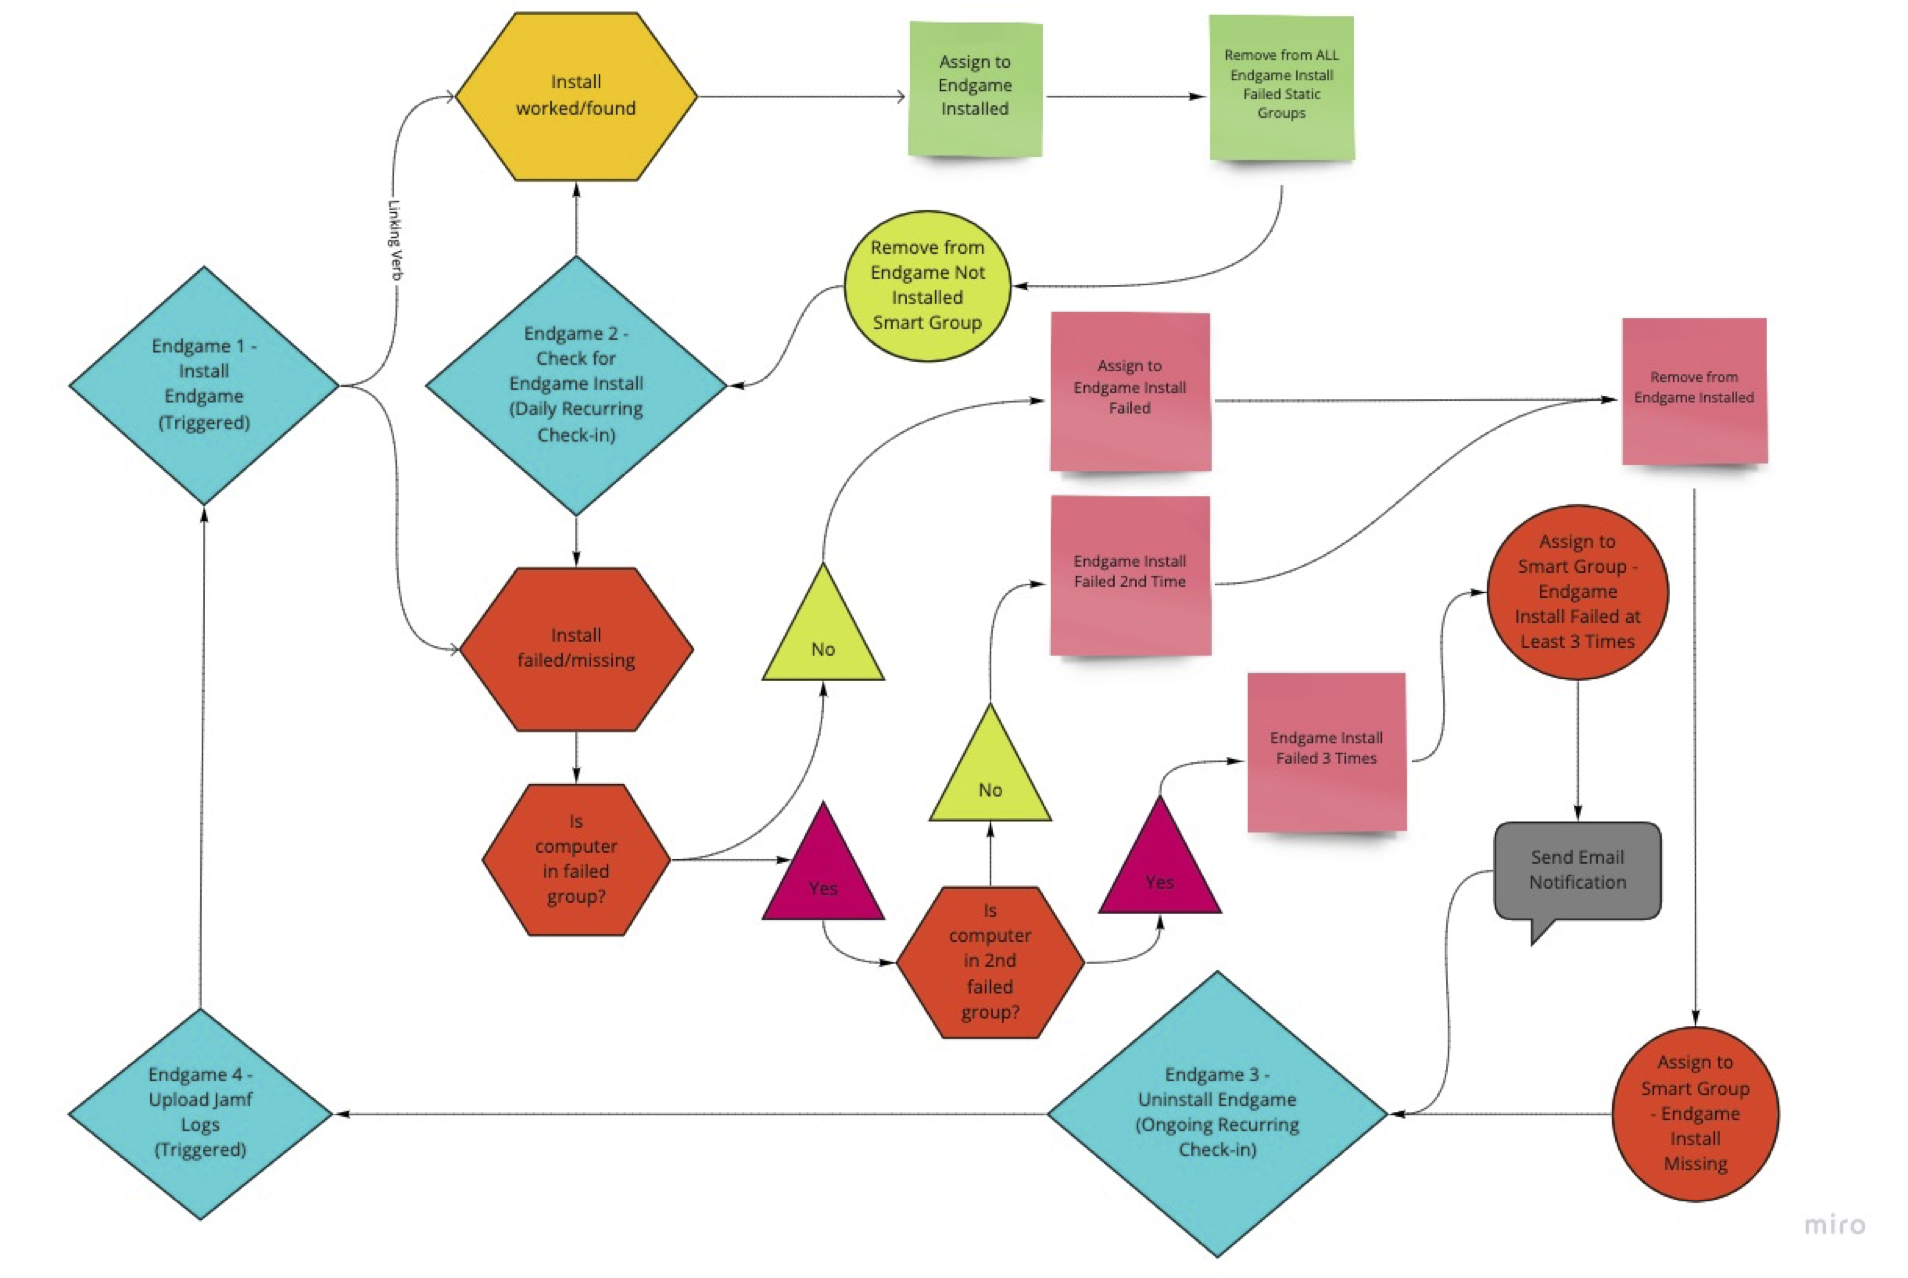 Install
worked/found
Assign to
Endgame
Installed
Remove from ALL
Endgame Install
Failed Static
Groups
Linking Verb
Remove from
Endgame Not
Installed
Smart Group
Endgame 1 -
Install
Endgame
(Triggered)
Endgame 2 -
Check for
Endgame Install
(Daily Recurring
Check-in)
Assign to
Endgame Install
Failed
Remove from
Endgame Installed
Endgame Install
Failed 2nd Time
Assign to
Smart Group -
Endgame
Install Failed at
Least 3 Times
Install
failed/missing
No
Endgame Install
Failed 3 Times
No
Is
computer
in failed
group?
Yes
Yes
Send Email
Notification
Is
computer
in 2nd
failed
group?
Endgame 4 -
Upload Jamf
Logs
(Triggered)
Endgame 3 -
Uninstall Endgame
(Ongoing Recurring
Check-in)
Assign to
Smart Group
- Endgame
Install
Missing
miro